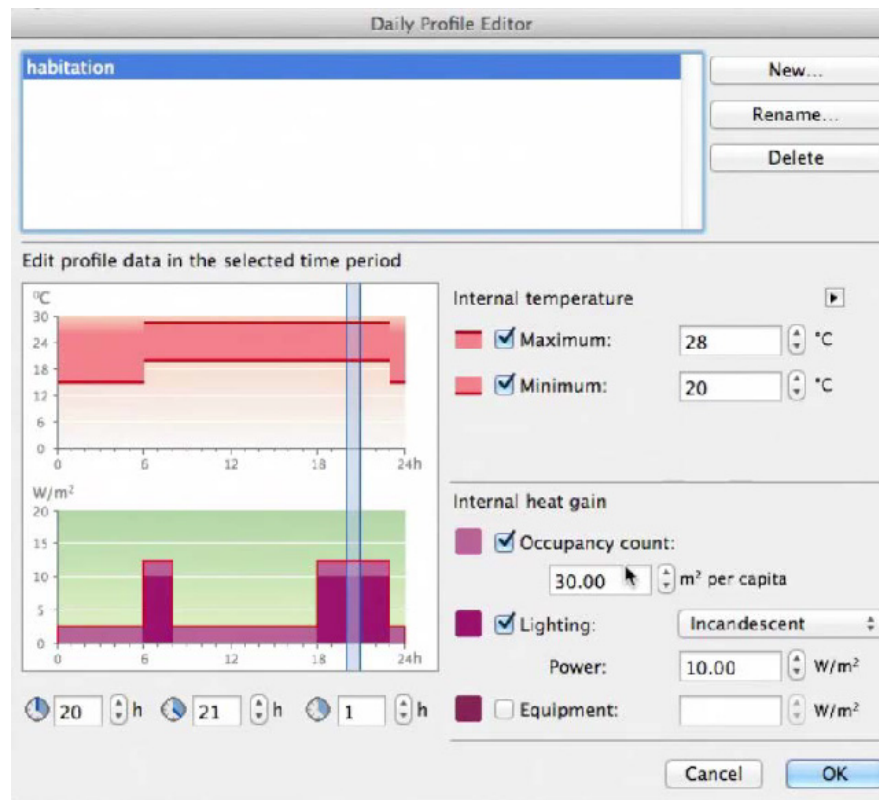 Daily Profile Editor
habitation
New...
Rename...
Delete
Edit profile data in the selected time period
°C
30
24
18
12
6
0
0 6 12 18 24h
W/m²
20
15
10
5
0
0 6 12 18 24h
20 h 21 h 1 h
Internal temperature
Maximum: 28 °C
Minimum: 20 °C
Internal heat gain
Occupancy count:
30.00 m² per capita
Lighting: Incandescent
Power: 10.00 W/m²
Equipment: W/m²
Cancel OK